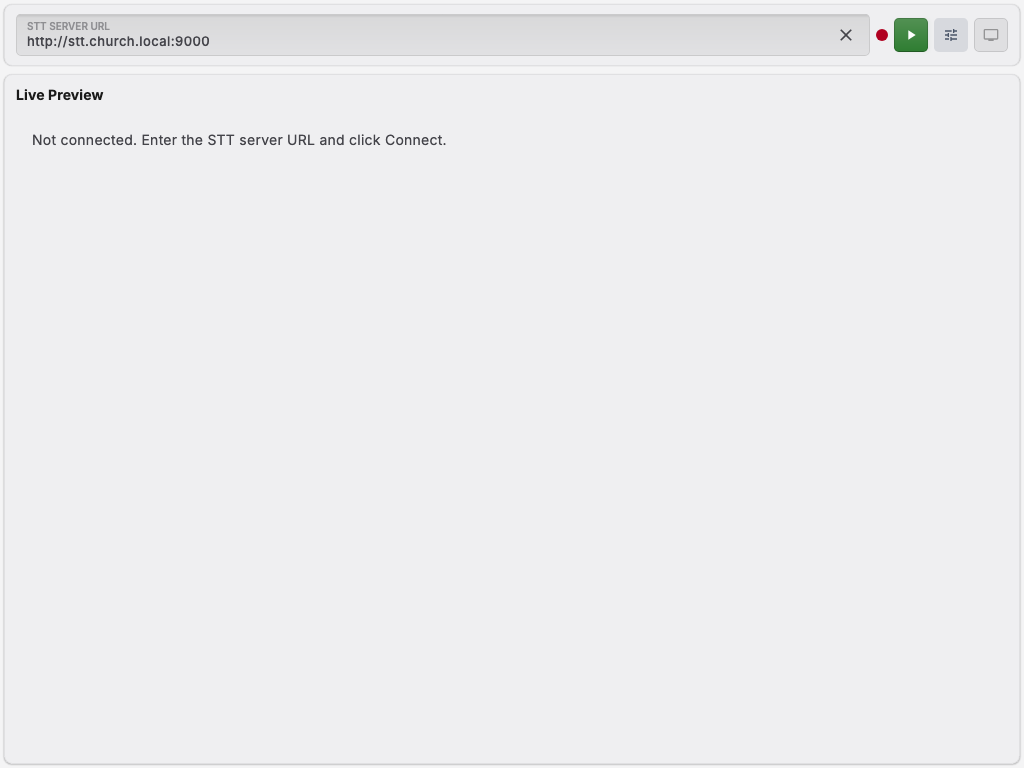 STT SERVER URL
http://stt.church.local:9000
Live Preview
Not connected. Enter the STT server URL and click Connect.